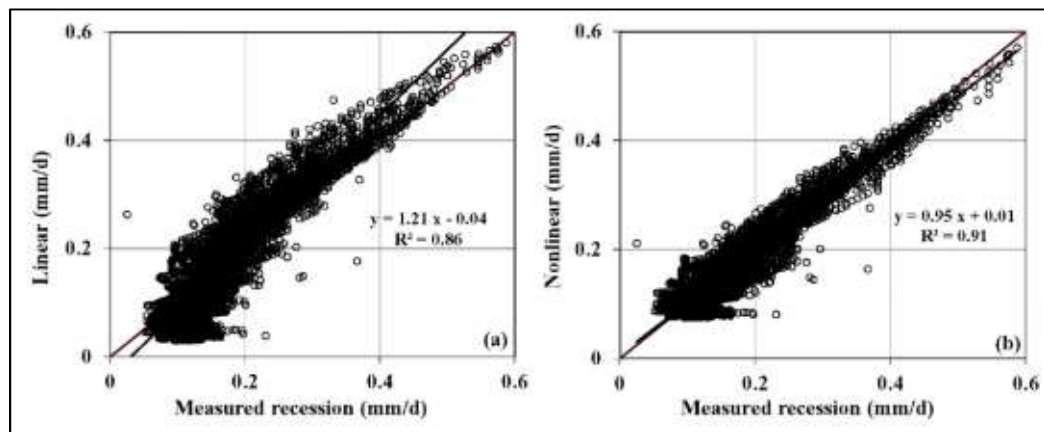 0.6
0.4
0.2
0
Linear (mm/d)
y = 1.21 x - 0.04
R² = 0.86
(a)
0 0.2 0.4 0.6
Measured recession (mm/d)
0.6
0.4
0.2
0
Nonlinear (mm/d)
y = 0.95 x + 0.01
R² = 0.91
(b)
0 0.2 0.4 0.6
Measured recession (mm/d)